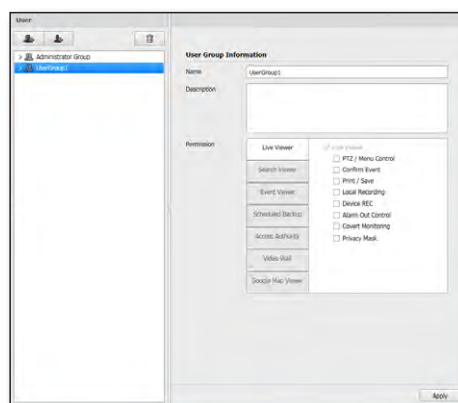 User
Administrator Group
UserGroup1
User Group Information
Name
UserGroup1
Description
Permission
Live Viewer
Search Viewer
Event Viewer
Scheduled Backup
Access Authority
Video Wall
Google Map Viewer
Live Viewer
PTZ / Menu Control
Confirm Event
Print / Save
Local Recording
Device REC
Alarm Out Control
Covert Monitoring
Privacy Mask
Apply